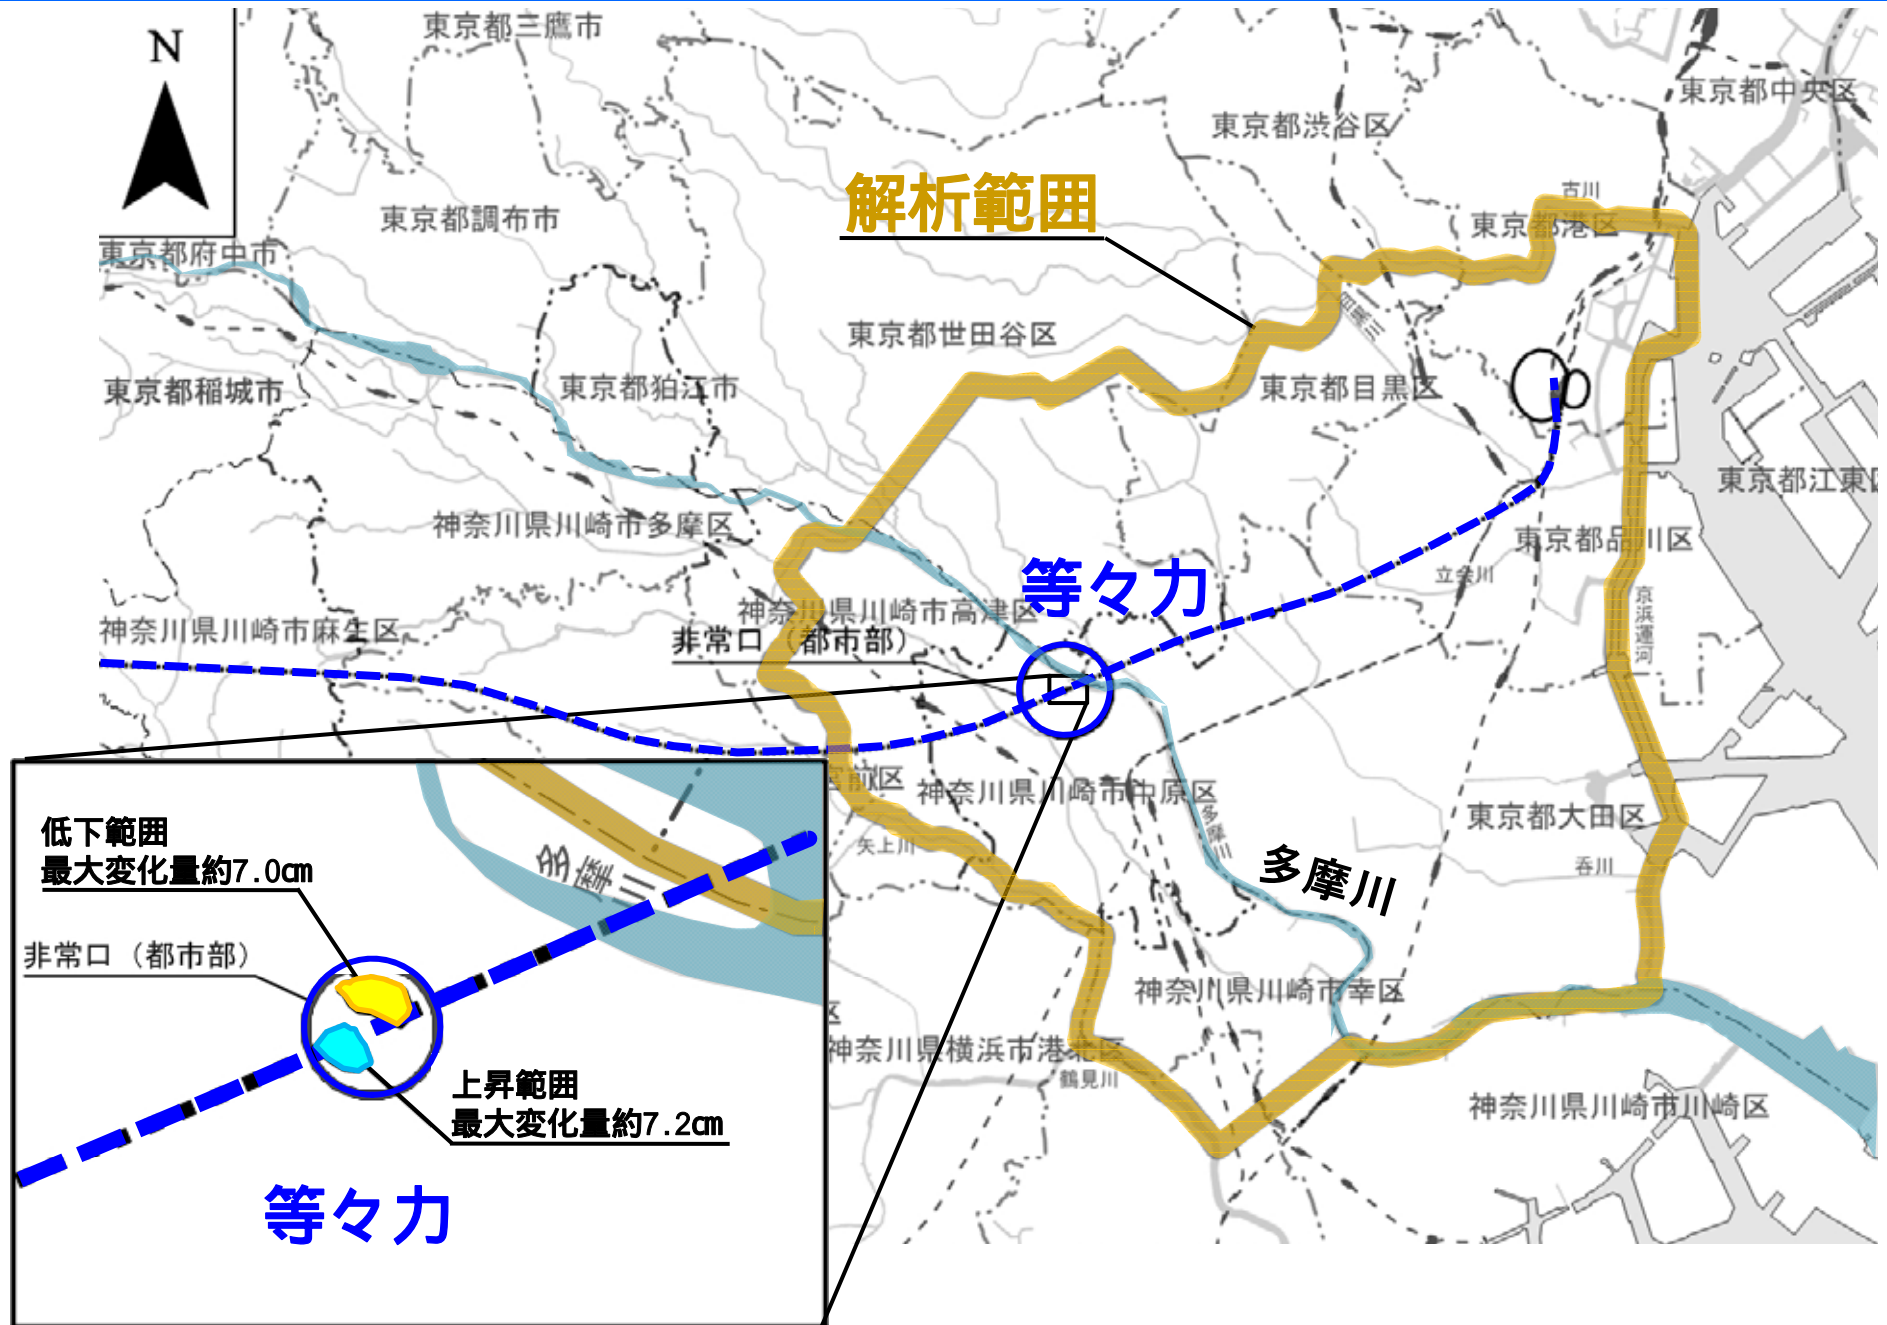 N
東京都三鷹市
東京都中央区
東京都渋谷区
解析範囲
古川
東京都調布市
東京都港区
東京都府中市
目黒川
東京都世田谷区
東京都稲城市
東京都狛江市
東京都目黒区
東京都江東区
神奈川県川崎市多摩区
東京都品川区
等々力
立会川
京浜運河
神奈川県川崎市高津区
神奈川県川崎市麻生区
非常口（都市部）
宮前区
神奈川県川崎市中原区
多摩川
東京都大田区
矢上川
呑川
多摩川
神奈川県川崎市幸区
区
神奈川県横浜市港北区
鶴見川
神奈川県川崎市川崎区
低下範囲
最大変化量約7.0㎝
多摩川
非常口（都市部）
上昇範囲
最大変化量約7.2㎝
等々力